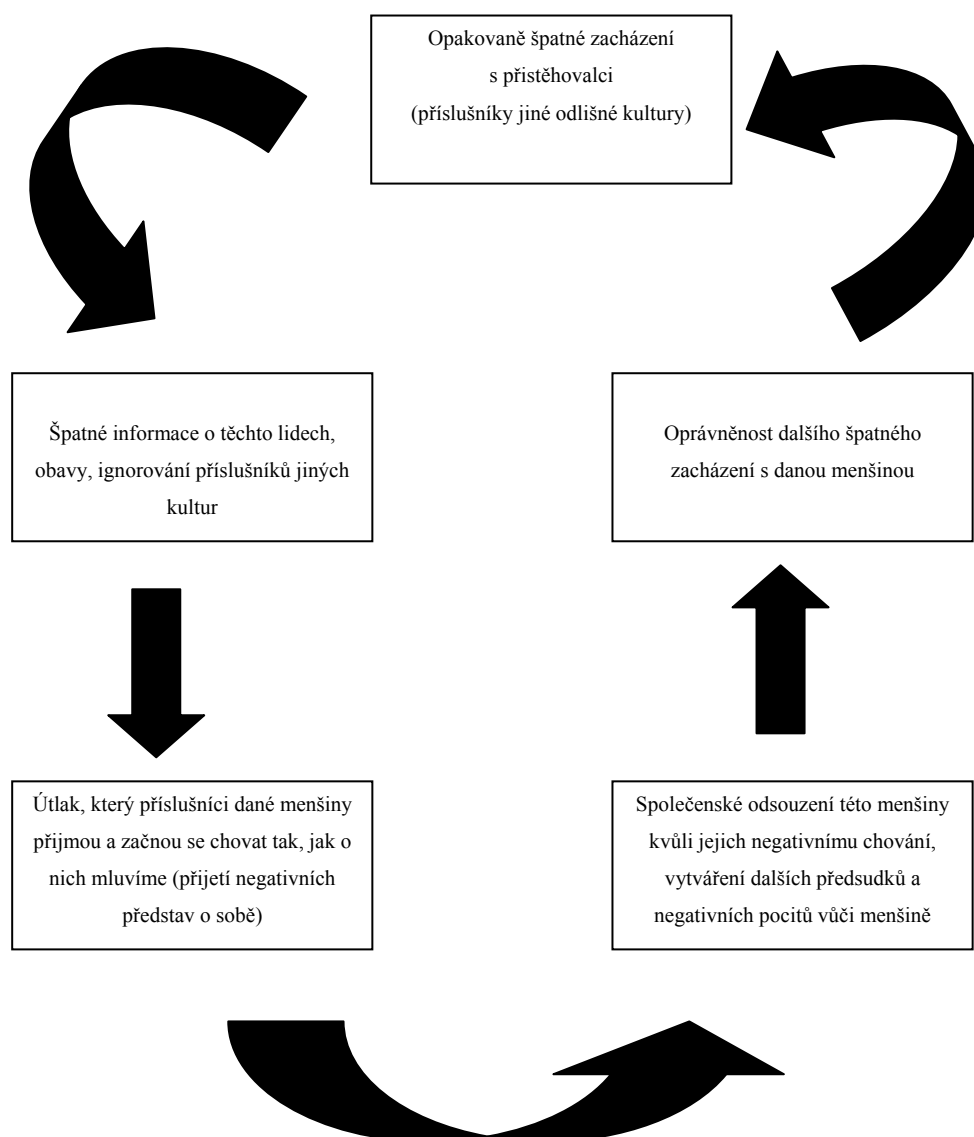 Opakovaně špatné zacházení
s přistěhovalci
(příslušníky jiné odlišné kultury)
Špatné informace o těchto lidech,
obavy, ignorování příslušníků jiných
kultur
Oprávněnost dalšího špatného
zacházení s danou menšinou
Útlak, který příslušníci dané menšiny
přijmou a začnou se chovat tak, jak o
nich mluvíme (přijetí negativních
představ o sobě)
Společenské odsouzení této menšiny
kvůli jejich negativnímu chování,
vytváření dalších předsudků a
negativních pocitů vůči menšině